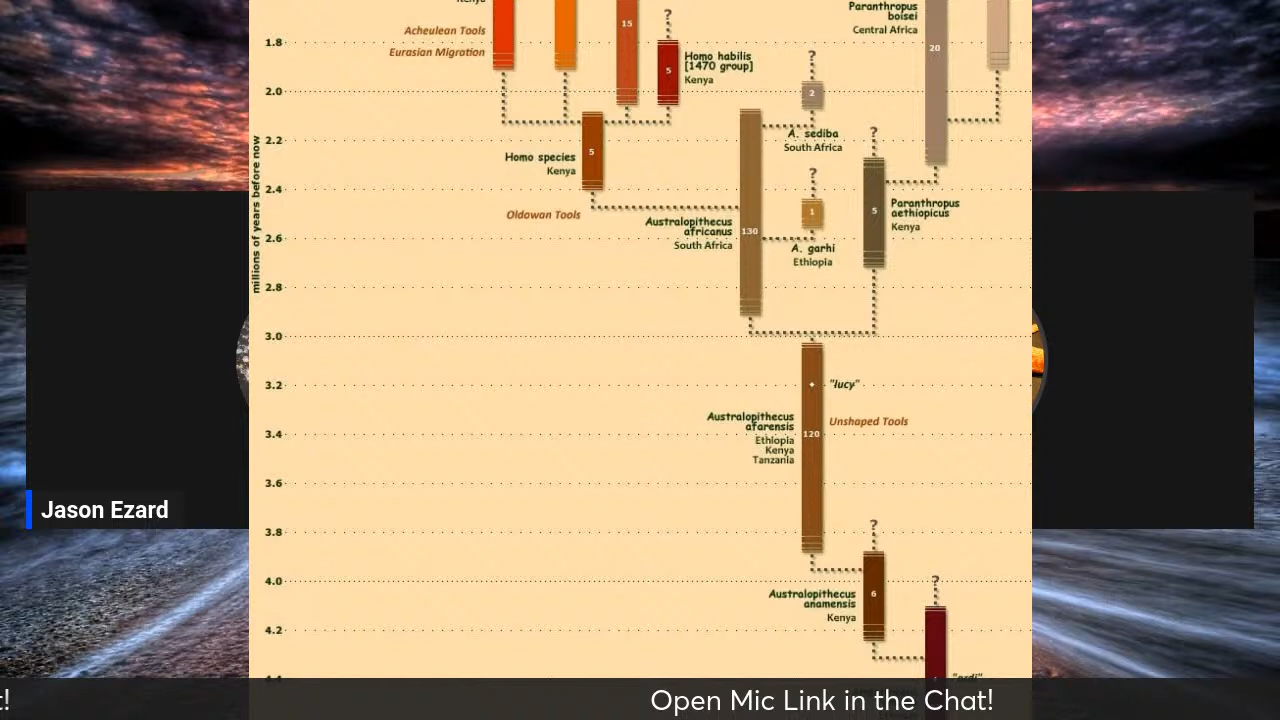 Kenya
Paranthropus
boisei
Central Africa
15
Acheulean Tools
?
1.8
Eurasian Migration
20
Homo habilis
[1470 group]
Kenya
5
?
2.0
2
2.2
A. sediba
South Africa
?
Homo species
Kenya
5
millions of years before now
2.4
?
Oldowan Tools
1
5
Paranthropus
aethiopicus
Kenya
Australopithecus
africanus
South Africa
130
2.6
A. garhi
Ethiopia
2.8
3.0
3.2
"lucy"
Australopithecus
afarensis
Ethiopia
Kenya
Tanzania
120
Unshaped Tools
3.4
3.6
3.8
?
4.0
?
Australopithecus
anamensis
Kenya
6
4.2
"ardi"
Jason Ezard
t!
Open Mic Link in the Chat!